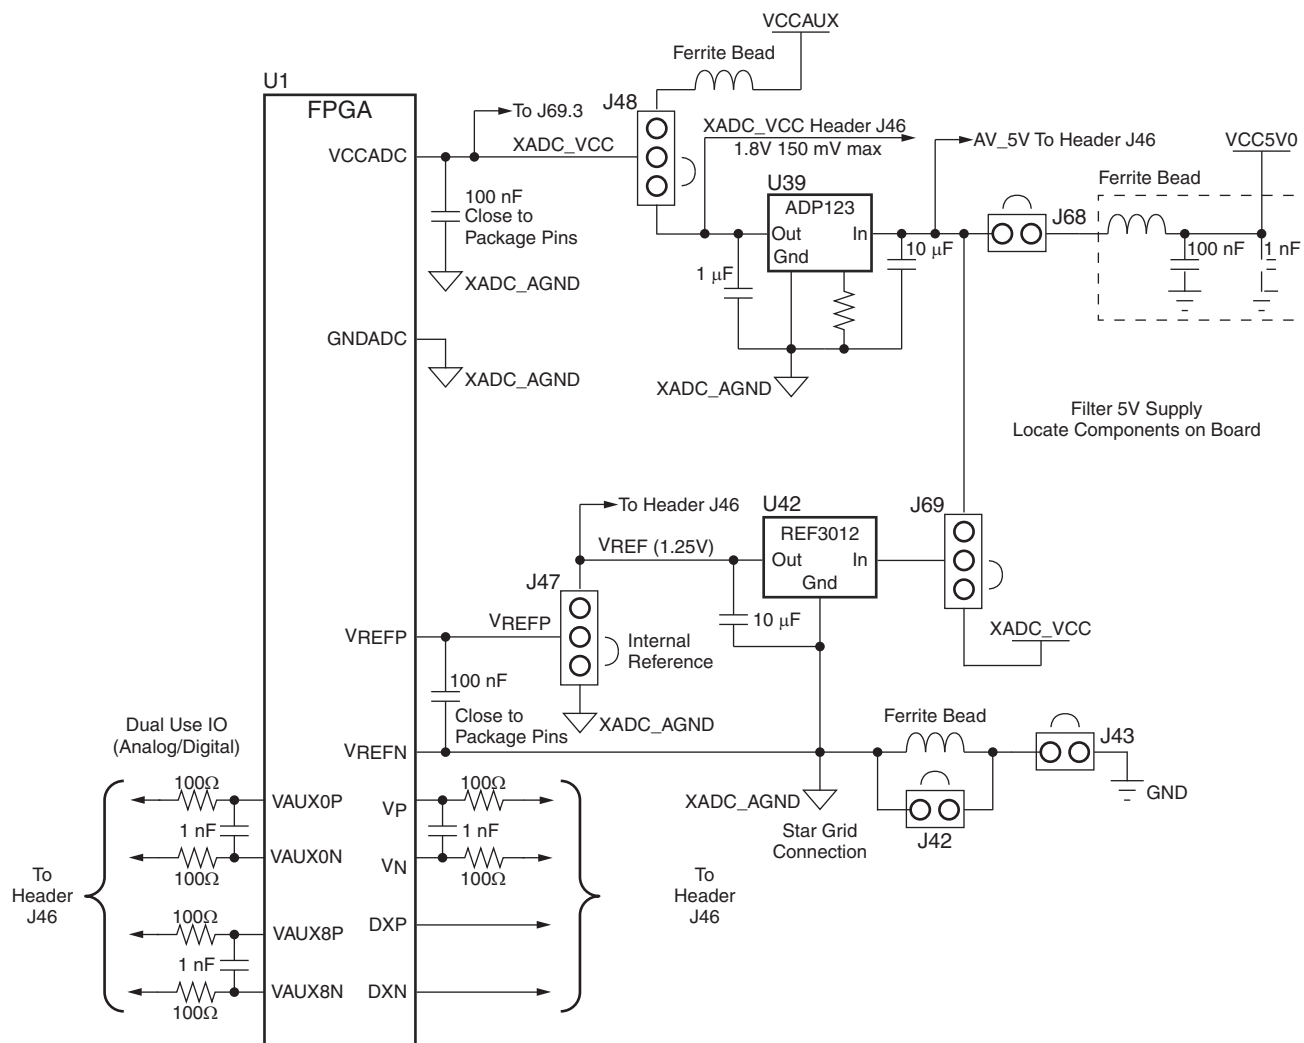 VCCAUX
Ferrite Bead
U1
FPGA
J48
To J69.3
XADC_VCC Header J46
1.8V 150 mV max
AV_5V To Header J46
VCC5V0
VCCADC
XADC_VCC
U39
ADP123
Out
In
Gnd
Ferrite Bead
J68
100 nF
Close to
Package Pins
1 µF
10 µF
100 nF
1 nF
XADC_AGND
GNDADC
XADC_AGND
XADC_AGND
Filter 5V Supply
Locate Components on Board
To Header J46
U42
REF3012
Out
In
Gnd
J69
VREF (1.25V)
J47
VREFP
VREFP
Internal
Reference
10 µF
XADC_VCC
100 nF
Close to
Package Pins
XADC_AGND
Ferrite Bead
J43
GND
VREFN
XADC_AGND
Star Grid
Connection
J42
Dual Use IO
(Analog/Digital)
100Ω
VAUX0P
1 nF
VAUX0N
100Ω
VP
100Ω
1 nF
VN
100Ω
To
Header
J46
To
Header
J46
100Ω
VAUX8P
1 nF
VAUX8N
100Ω
DXP
DXN